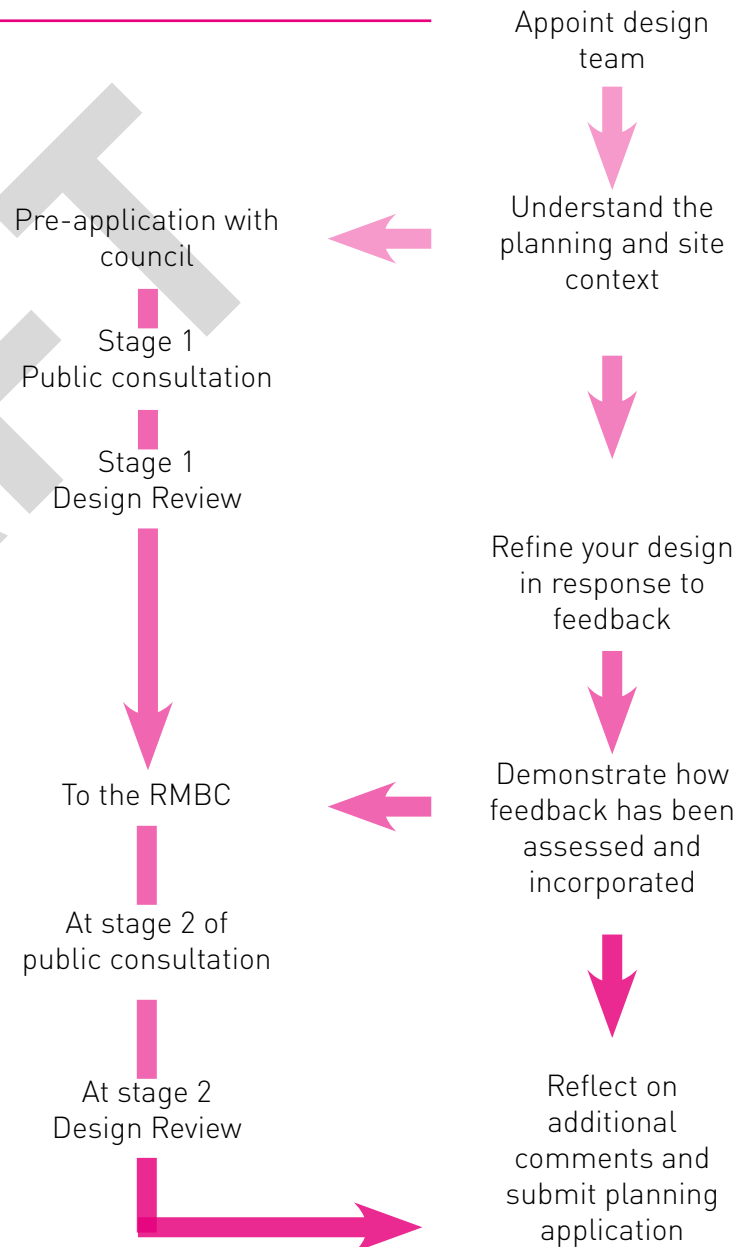 Appoint design
team
Understand the
planning and site
context
Pre-application with
council
Stage 1
Public consultation
Stage 1
Design Review
Refine your design
in response to
feedback
To the RMBC
Demonstrate how
feedback has been
assessed and
incorporated
At stage 2 of
public consultation
At stage 2
Design Review
Reflect on
additional
comments and
submit planning
application